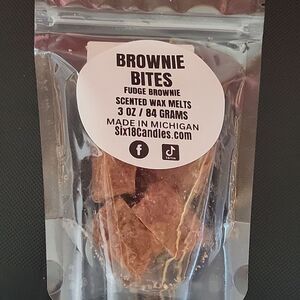 BROWNIE
BITES
FUDGE BROWNIE
SCENTED WAX MELTS
3 OZ / 84 GRAMS
MADE IN MICHIGAN
Six18Candles.com